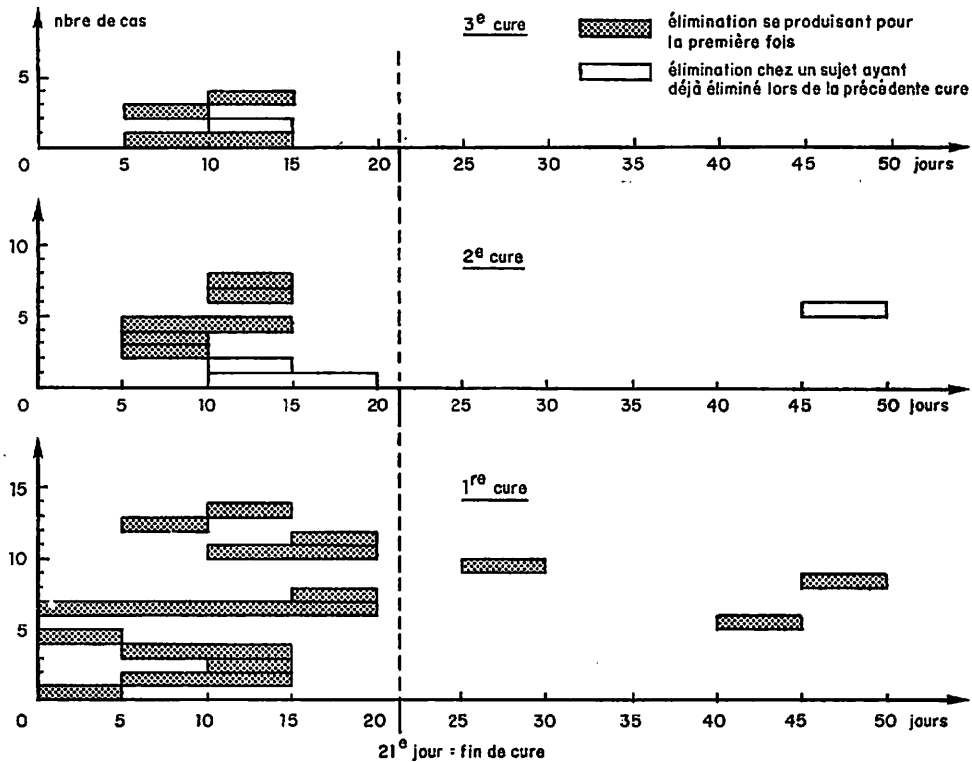 nbre de cas
3e cure
élimination se produisant pour
la première fois
élimination chez un sujet ayant
déjà éliminé lors de la précédente cure
5
0 5 10 15 20 25 30 35 40 45 50 jours
2e cure
10
5
0 5 10 15 20 25 30 35 40 45 50 jours
1re cure
15
10
5
0 5 10 15 20 25 30 35 40 45 50 jours
21e jour = fin de cure